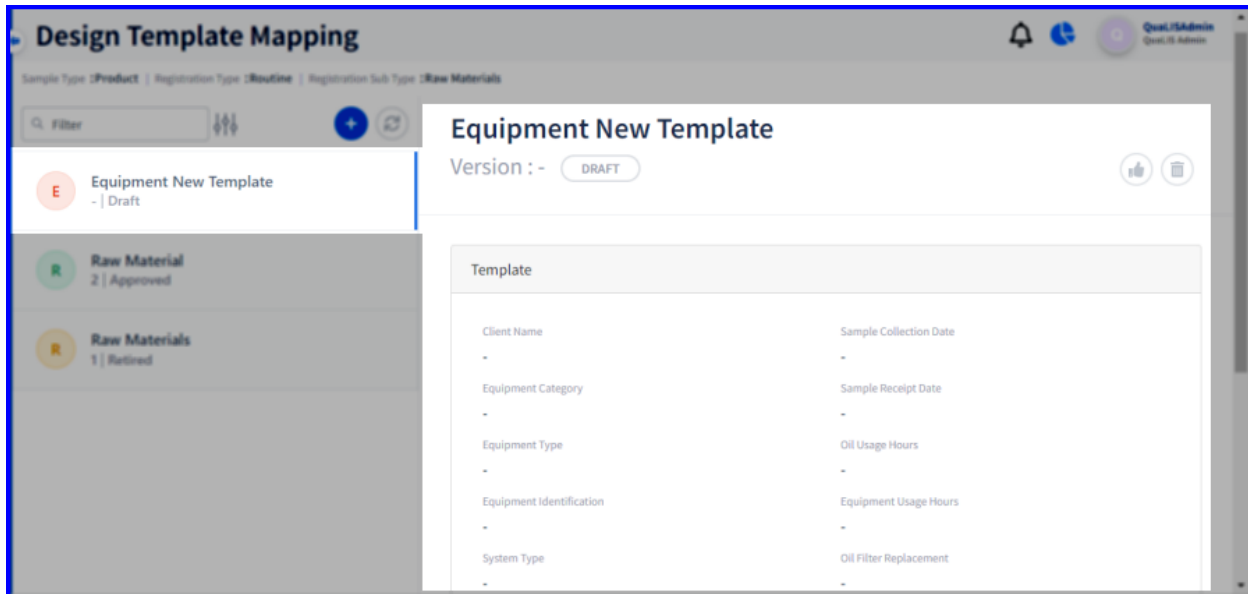 Design Template Mapping
Q
QuaLISAdmin
QuaLIS Admin
Sample Type :Product | Registration Type :Routine | Registration Sub Type :Raw Materials
Filter
+
E
Equipment New Template
- | Draft
R
Raw Material
2 | Approved
R
Raw Materials
1 | Retired
Equipment New Template
Version : - DRAFT
Template
Client Name
-
Sample Collection Date
-
Equipment Category
-
Sample Receipt Date
-
Equipment Type
-
Oil Usage Hours
-
Equipment Identification
-
Equipment Usage Hours
-
System Type
-
Oil Filter Replacement
-